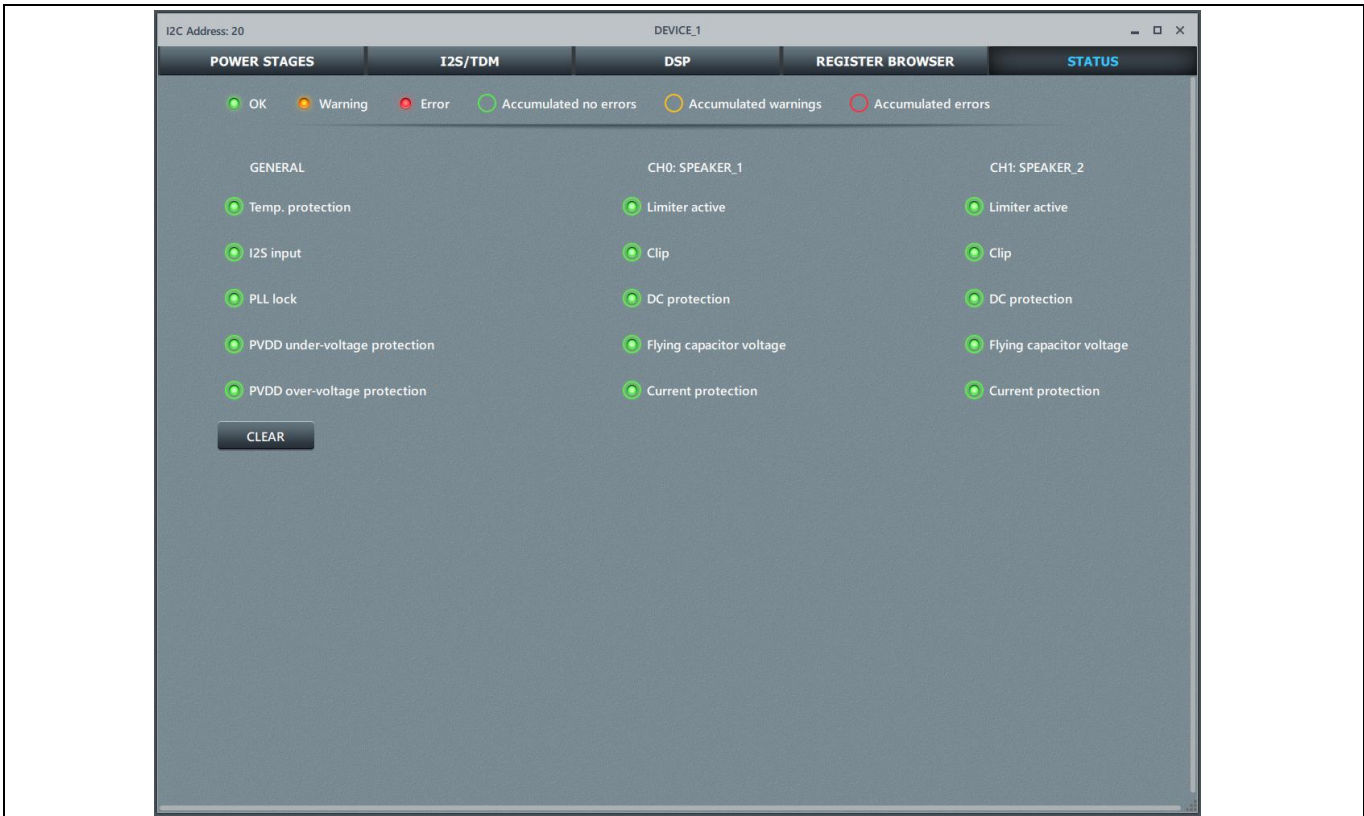 I2C Address: 20 DEVICE_1
POWER STAGES I2S/TDM DSP REGISTER BROWSER STATUS
OK Warning Error Accumulated no errors Accumulated warnings Accumulated errors
GENERAL CH0: SPEAKER_1 CH1: SPEAKER_2
Temp. protection Limiter active Limiter active
I2S input Clip Clip
PLL lock DC protection DC protection
PVDD under-voltage protection Flying capacitor voltage Flying capacitor voltage
PVDD over-voltage protection Current protection Current protection
CLEAR